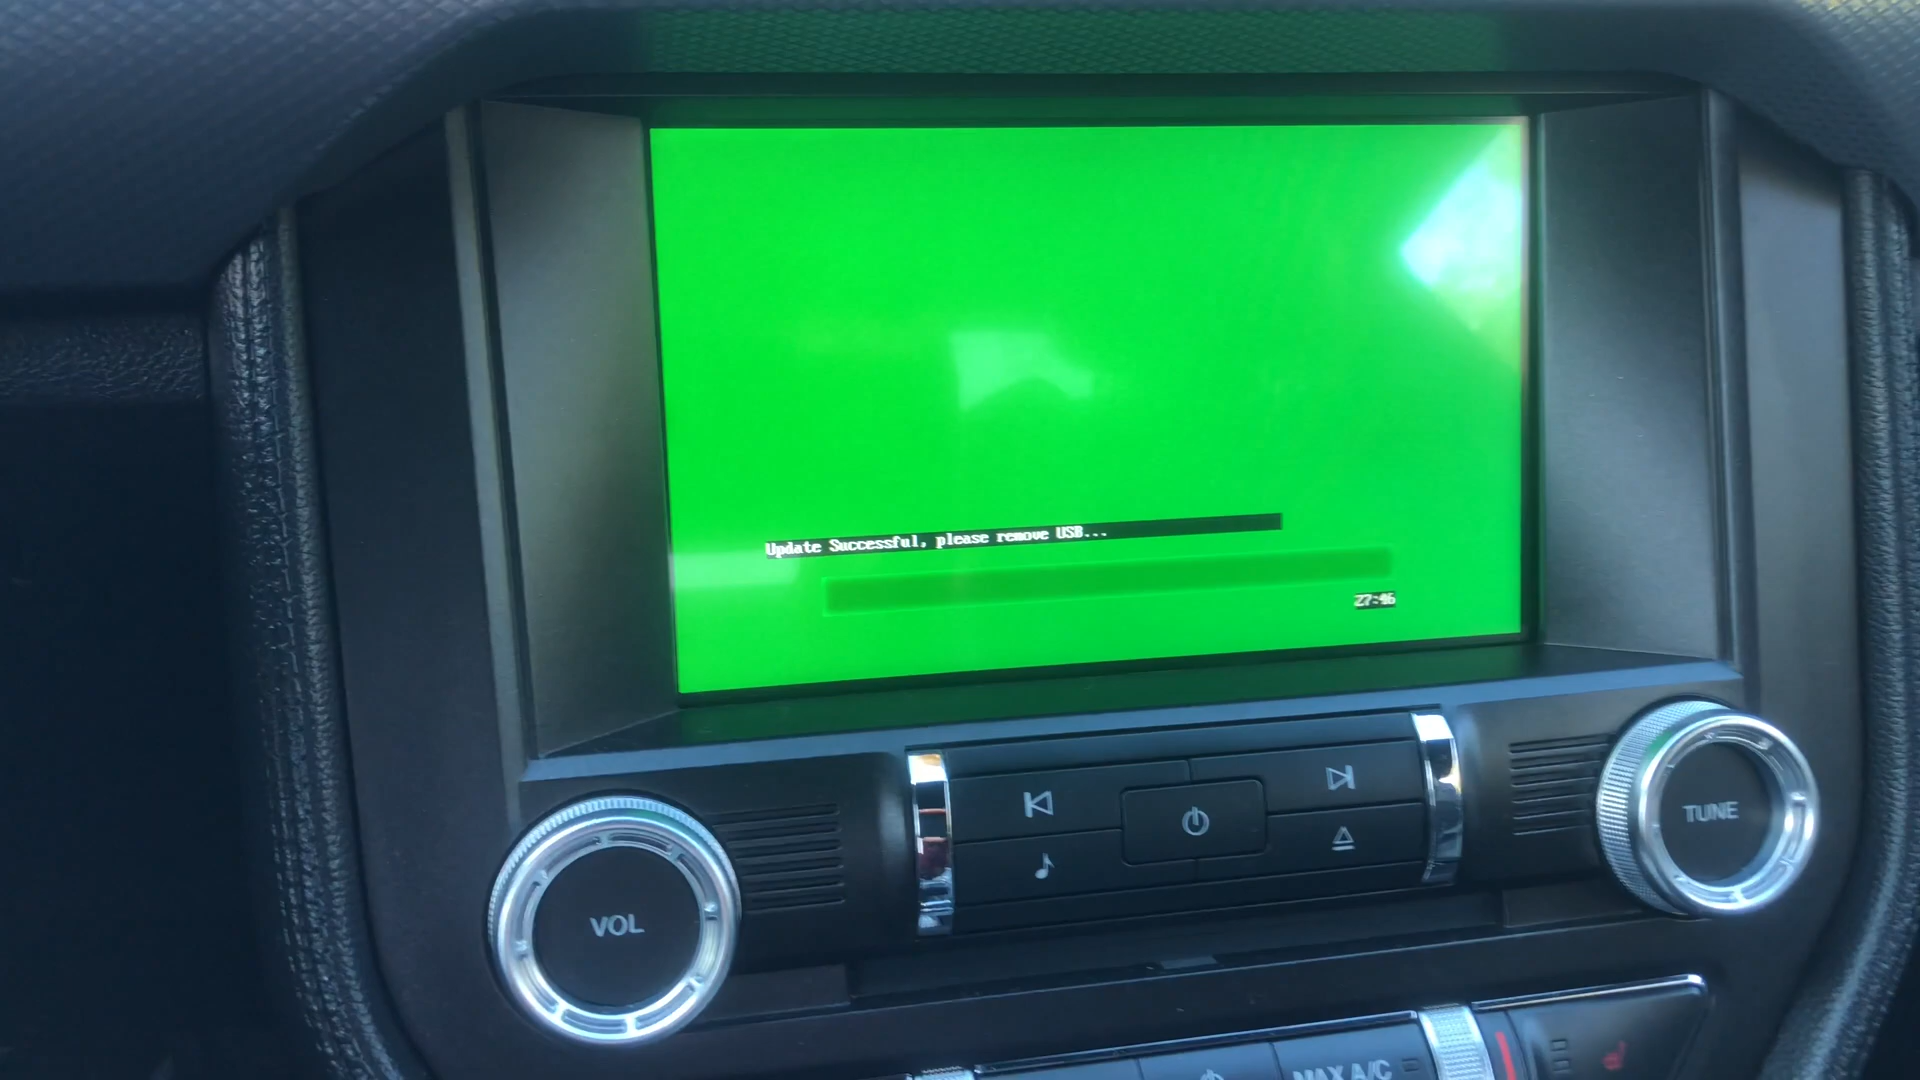 Update Successful, please remove USB...
27:46
VOL
TUNE
MAX A/C